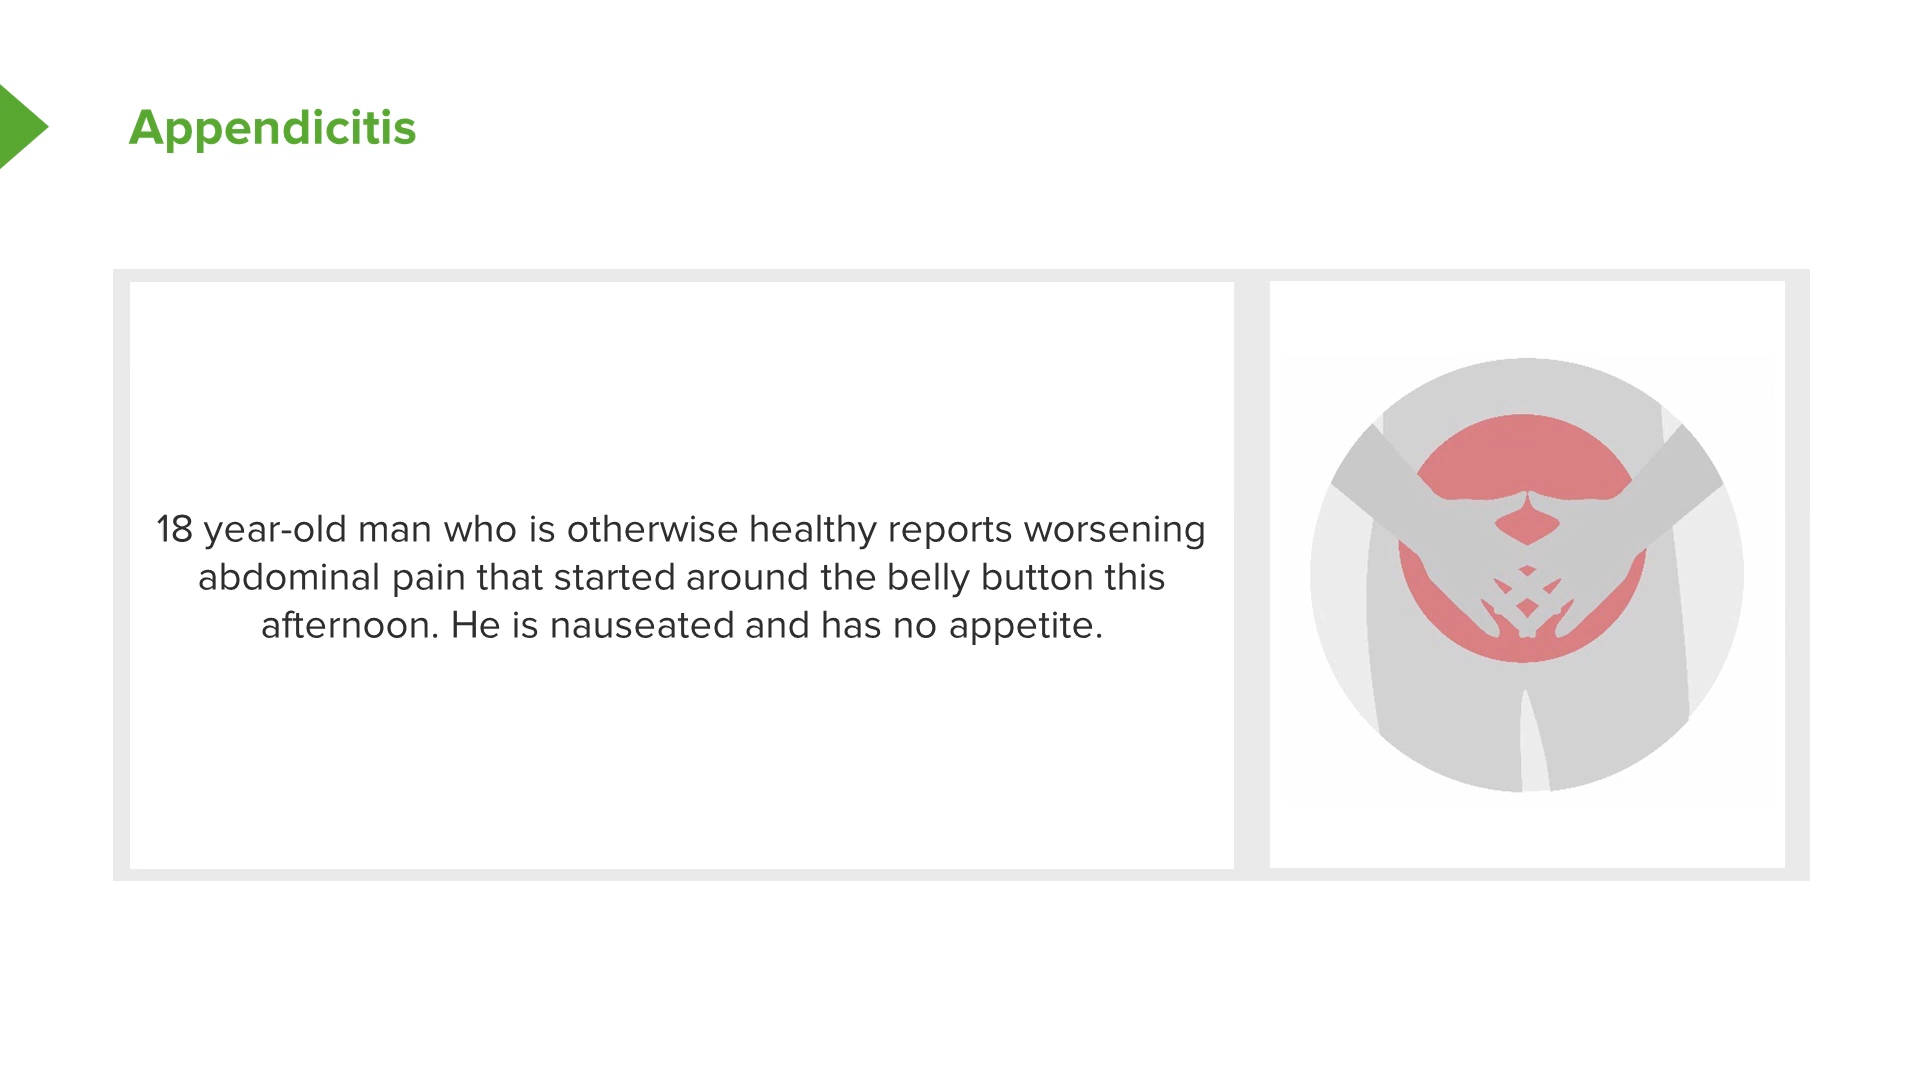 Appendicitis
18 year-old man who is otherwise healthy reports worsening
abdominal pain that started around the belly button this
afternoon. He is nauseated and has no appetite.